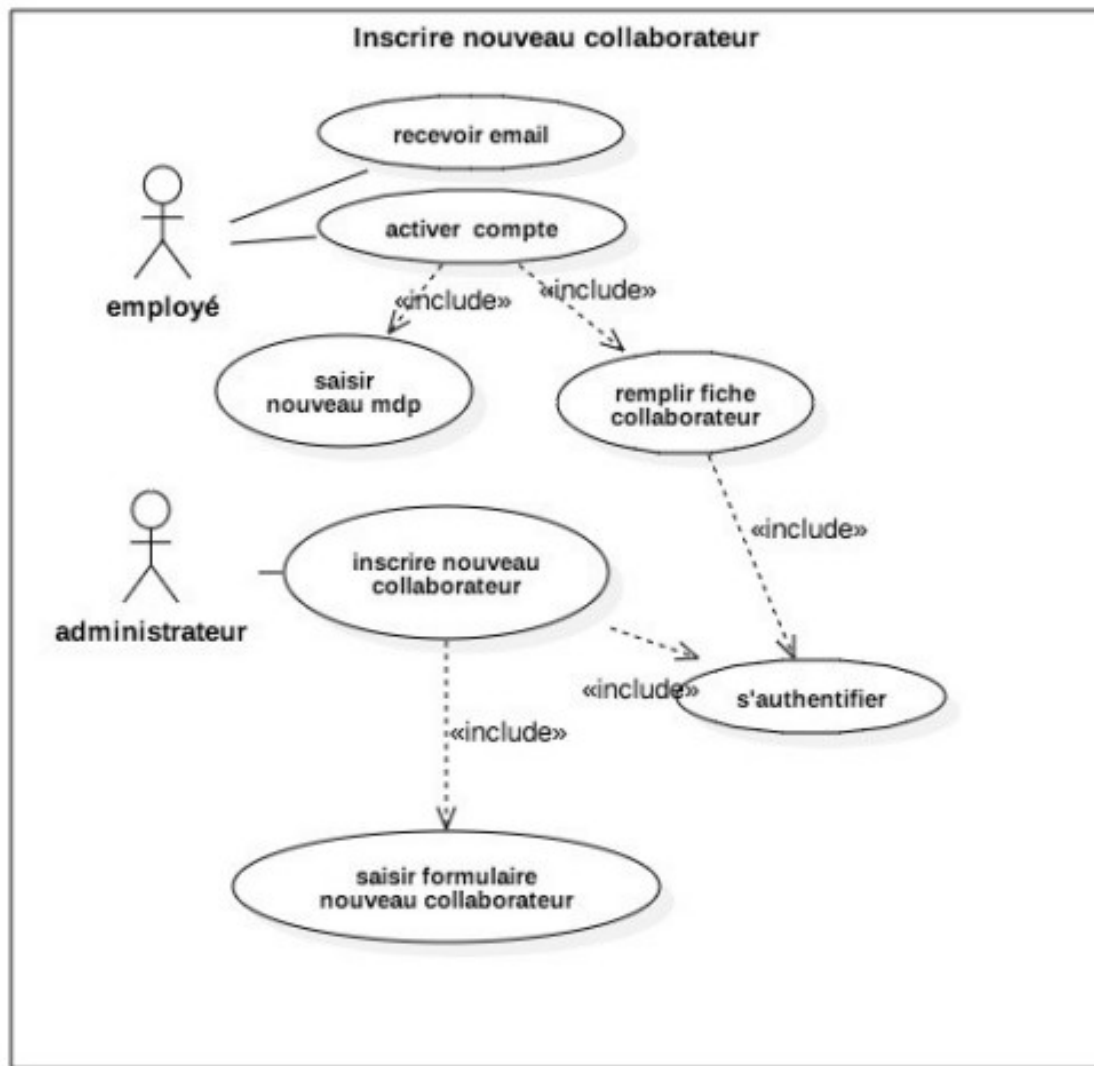 Inscrire nouveau collaborateur
recevoir email
activer compte
employé
«include»
«include»
saisir
nouveau mdp
remplir fiche
collaborateur
«include»
inscrire nouveau
collaborateur
administrateur
«include»
s'authentifier
«include»
saisir formulaire
nouveau collaborateur